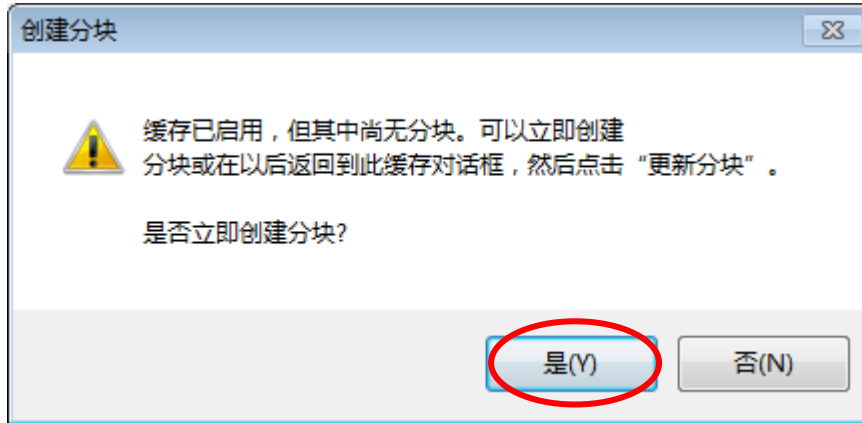 创建分块
缓存已启用，但其中尚无分块。可以立即创建
分块或在以后返回到此缓存对话框，然后点击“更新分块”。
是否立即创建分块?
是(Y)
否(N)